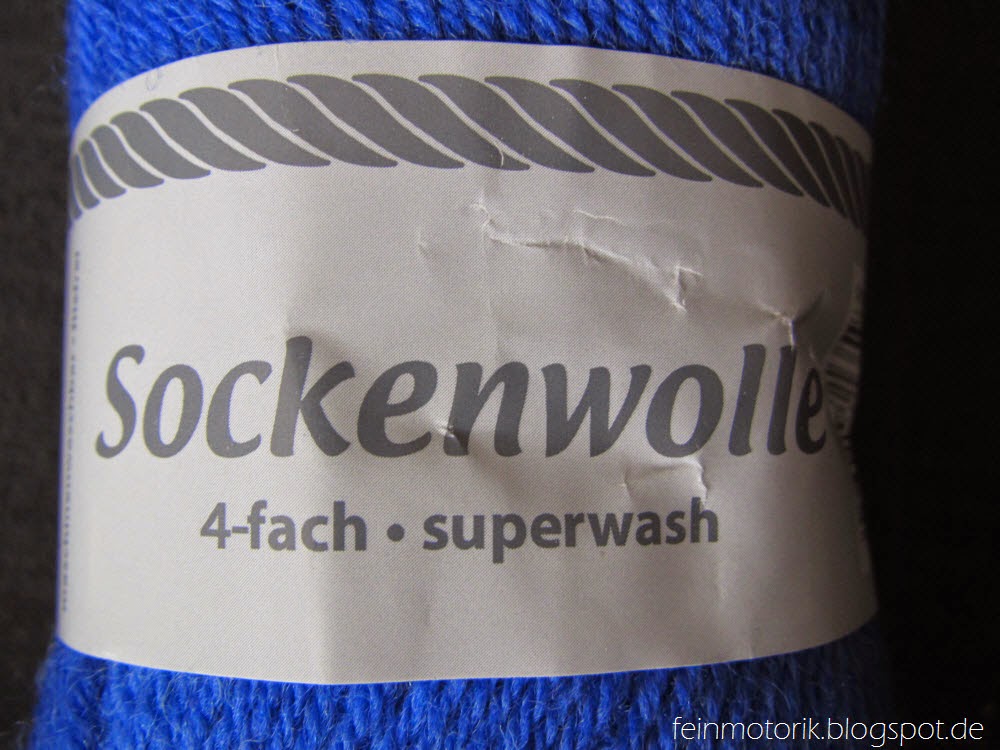 Sockenwolle
4-fach • superwash
feinmotorik.blogspot.de